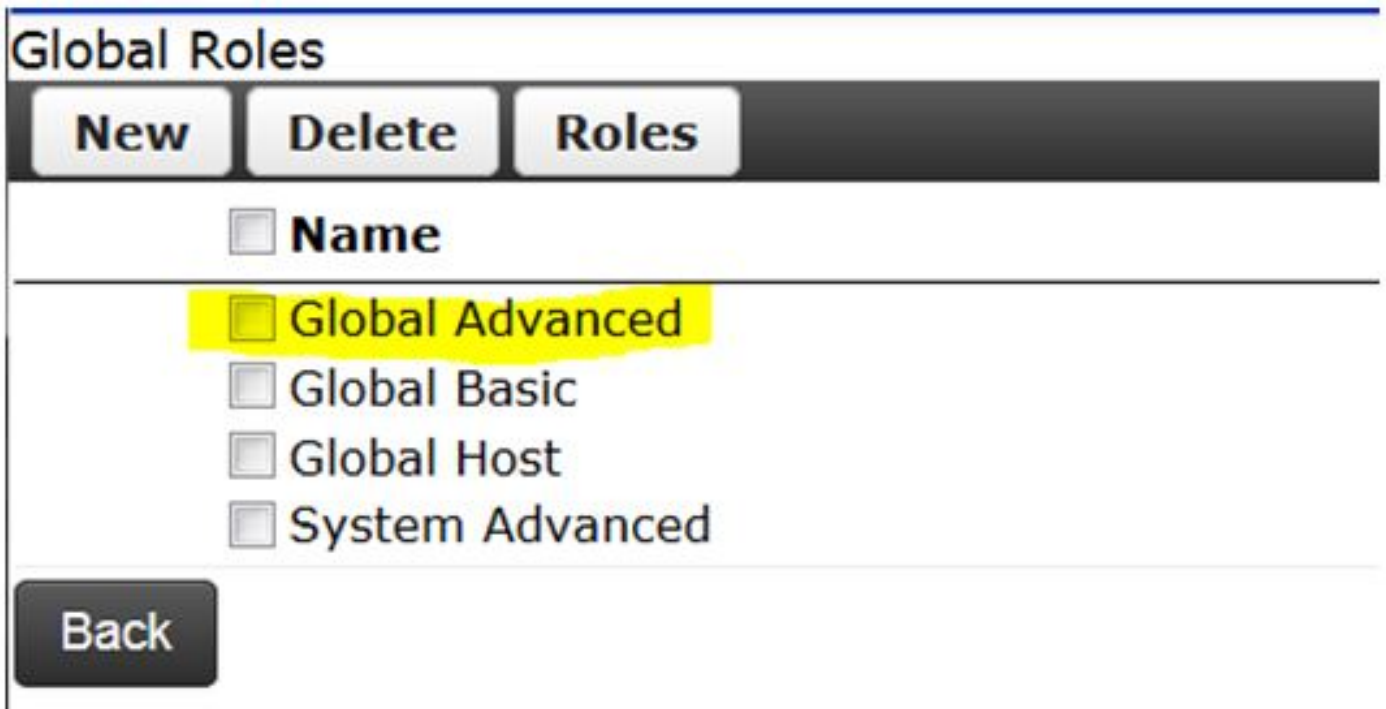 Global Roles
New Delete Roles
Name
Global Advanced
Global Basic
Global Host
System Advanced
Back